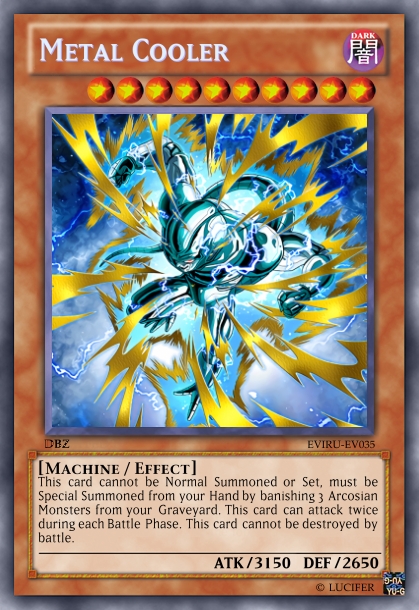 METAL COOLER
DARK
闇
DBZ
EVIRU-EV035
[MACHINE / EFFECT]
This card cannot be Normal Summoned or Set, must be
Special Summoned from your Hand by banishing 3 Arcosian
Monsters from your Graveyard. This card can attack twice
during each Battle Phase. This card cannot be destroyed by
battle.
ATK/3150 DEF/2650
© LUCIFER
YU-G